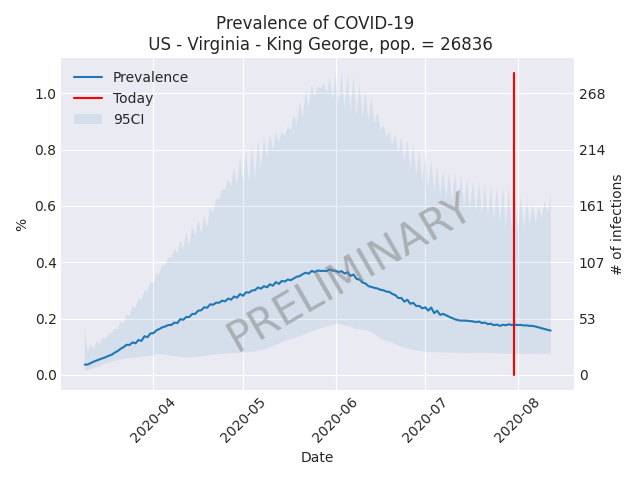 Prevalence of COVID-19
US - Virginia - King George, pop. = 26836
Prevalence
Today
95CI
PRELIMINARY
%
1.0
0.8
0.6
0.4
0.2
0.0
268
214
161
107
53
0
# of infections
2020-04
2020-05
2020-06
2020-07
2020-08
Date